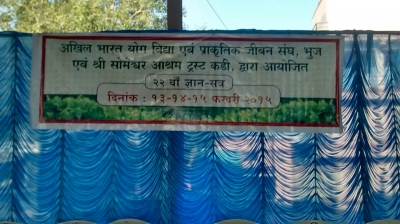 अखिल भारत योग विद्या एवं प्राकृतिक जीवन संघ, भुज
एवं श्री सोमेश्वर आश्रम ट्रस्ट कडी, द्वारा आयोजित
२२ वाँ ज्ञान-सत्र
दिनांक : १३-१४-१५ फरवरी २०१५